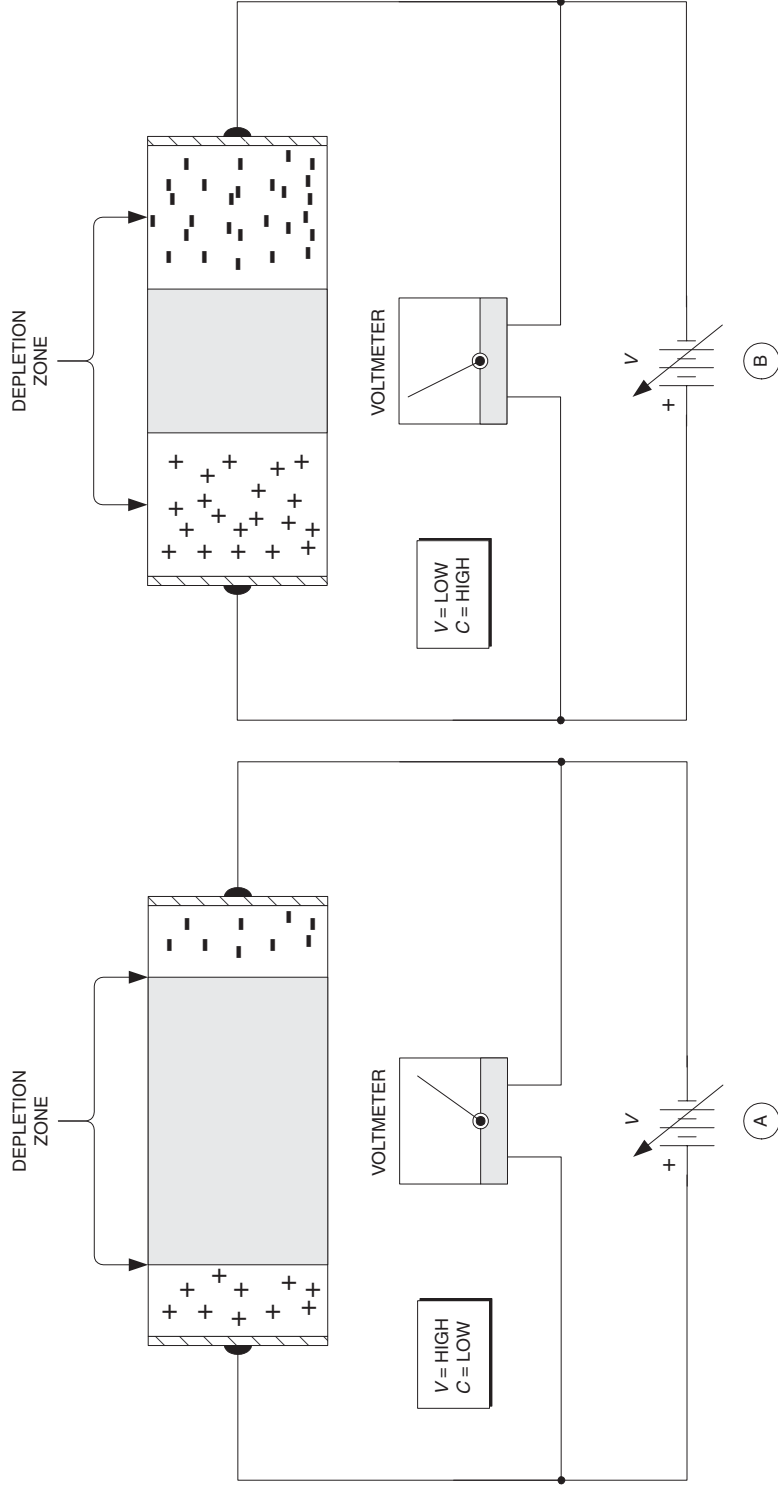 DEPLETION
ZONE
+ + + + + + + + + + +
VOLTMETER
V = HIGH
C = LOW
V
+
A
DEPLETION
ZONE
+ + + + + + + + + + + + + + + + + + + + +
VOLTMETER
V = LOW
C = HIGH
V
+
B